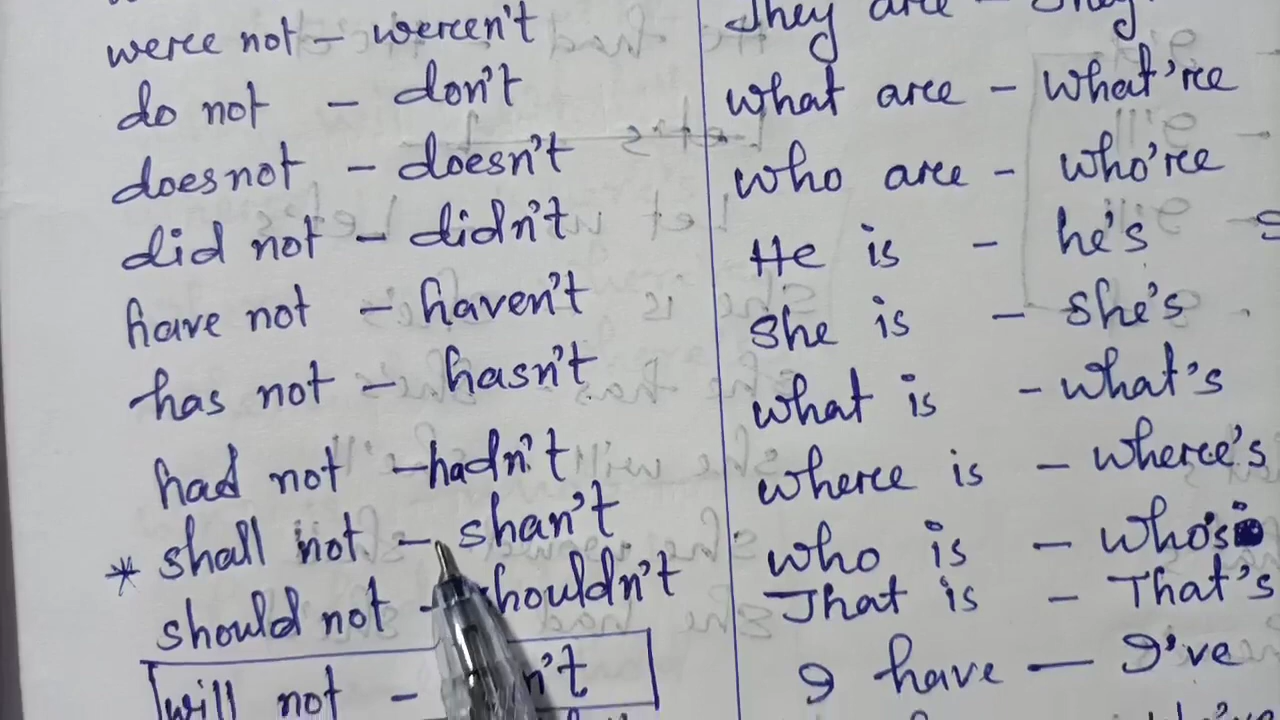 were not – weren't
do not – don't
does not – doesn't
did not – didn't
have not – haven't
has not – hasn't
had not – hadn't
* shall not – shan't
should not – shouldn't
will not – n't
They are – They
what are – what're
who are – who're
He is – he's
She is – she's
what is – what's
where is – where's
who is – who's
That is – That's
I have – I've